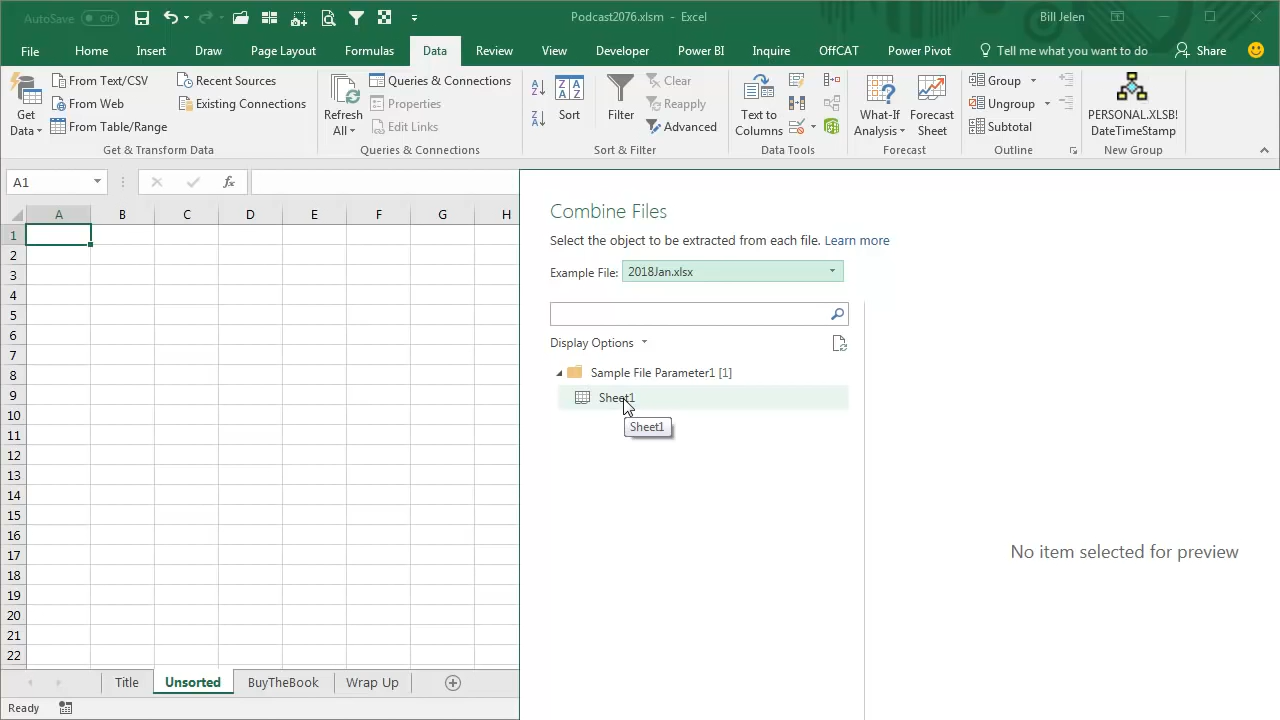 AutoSave Off Podcast2076.xlsm - Excel Bill Jelen
File Home Insert Draw Page Layout Formulas Data Review View Developer Power BI Inquire OffCAT Power Pivot Tell me what you want to do Share
Get Data
From Text/CSV
From Web
From Table/Range
Recent Sources
Existing Connections
Get & Transform Data
Refresh All
Queries & Connections
Edit Links
Queries & Connections
Sort
Filter
Clear
Reapply
Advanced
Sort & Filter
Text to Columns
Data Tools
What-If Analysis
Forecast Sheet
Forecast
Group
Ungroup
Subtotal
Outline
PERSONAL.XLSB!
DateTimeStamp
New Group
A1 fx
A B C D E F G H
1
2
3
4
5
6
7
8
9
10
11
12
13
14
15
16
17
18
19
20
21
22
Combine Files
Select the object to be extracted from each file. Learn more
Example File: 2018Jan.xlsx
Display Options
Sample File Parameter1 [1]
Sheet1
Sheet1
No item selected for preview
Title Unsorted BuyTheBook Wrap Up
Ready